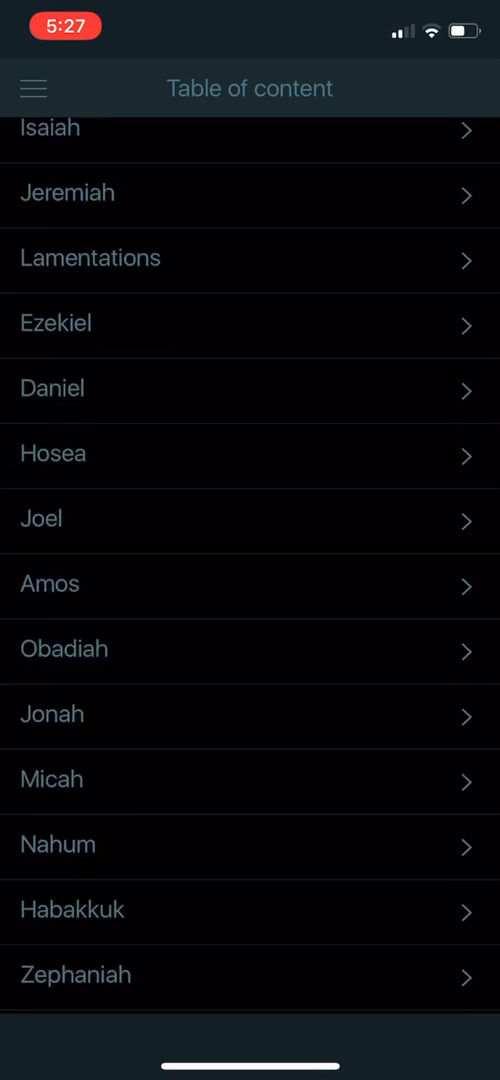 5:27
Table of content
Isaiah
Jeremiah
Lamentations
Ezekiel
Daniel
Hosea
Joel
Amos
Obadiah
Jonah
Micah
Nahum
Habakkuk
Zephaniah